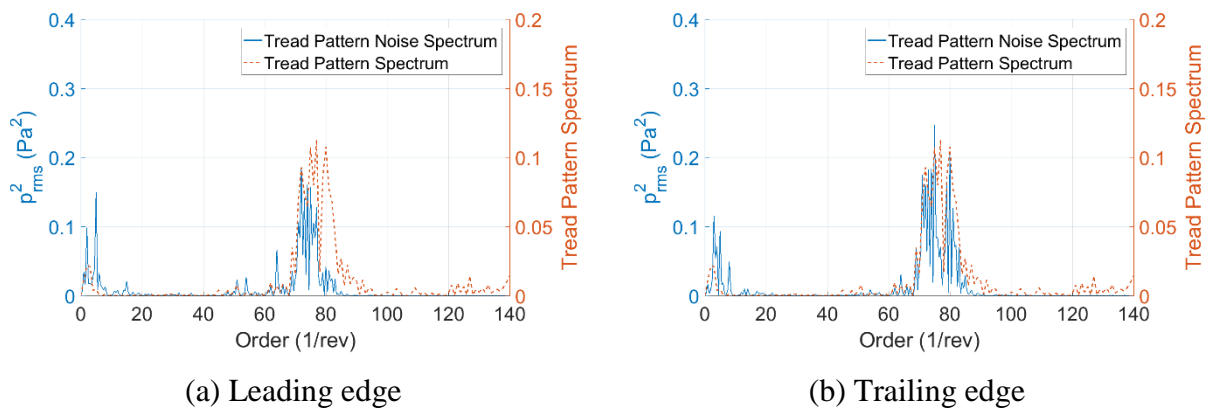 0.4
0.3
0.2
0.1
0
p²rms (Pa²)
0.2
0.15
0.1
0.05
0
Tread Pattern Spectrum
Tread Pattern Noise Spectrum
Tread Pattern Spectrum
0 20 40 60 80 100 120 140
Order (1/rev)
(a) Leading edge
0.4
0.3
0.2
0.1
0
p²rms (Pa²)
0.2
0.15
0.1
0.05
0
Tread Pattern Spectrum
Tread Pattern Noise Spectrum
Tread Pattern Spectrum
0 20 40 60 80 100 120 140
Order (1/rev)
(b) Trailing edge